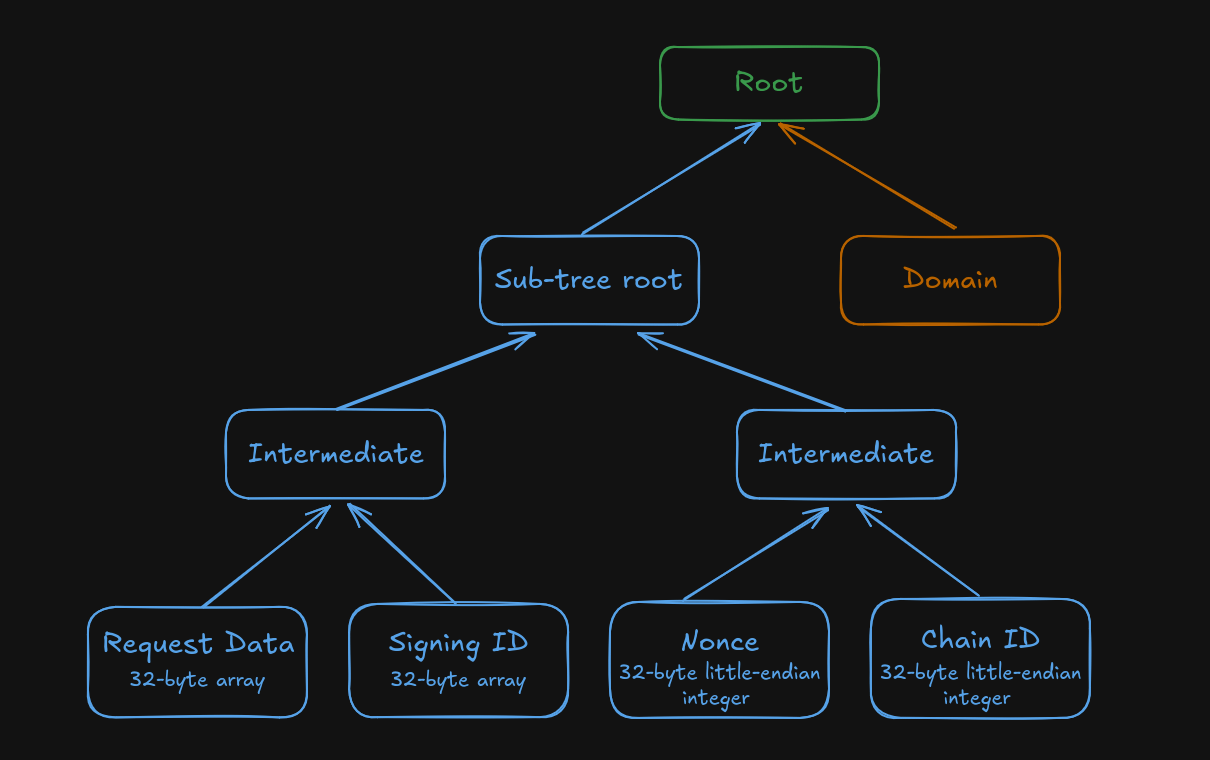 Root
Sub-tree root
Domain
Intermediate
Intermediate
Request Data
32-byte array
Signing ID
32-byte array
Nonce
32-byte little-endian
integer
Chain ID
32-byte little-endian
integer